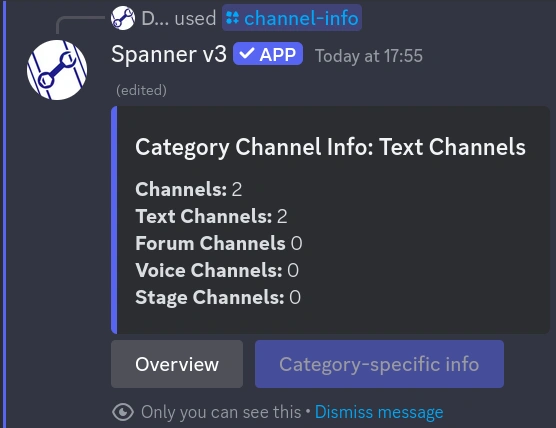 D... used channel-info
Spanner v3 APP Today at 17:55
(edited)
Category Channel Info: Text Channels
Channels: 2
Text Channels: 2
Forum Channels 0
Voice Channels: 0
Stage Channels: 0
Overview Category-specific info
Only you can see this • Dismiss message